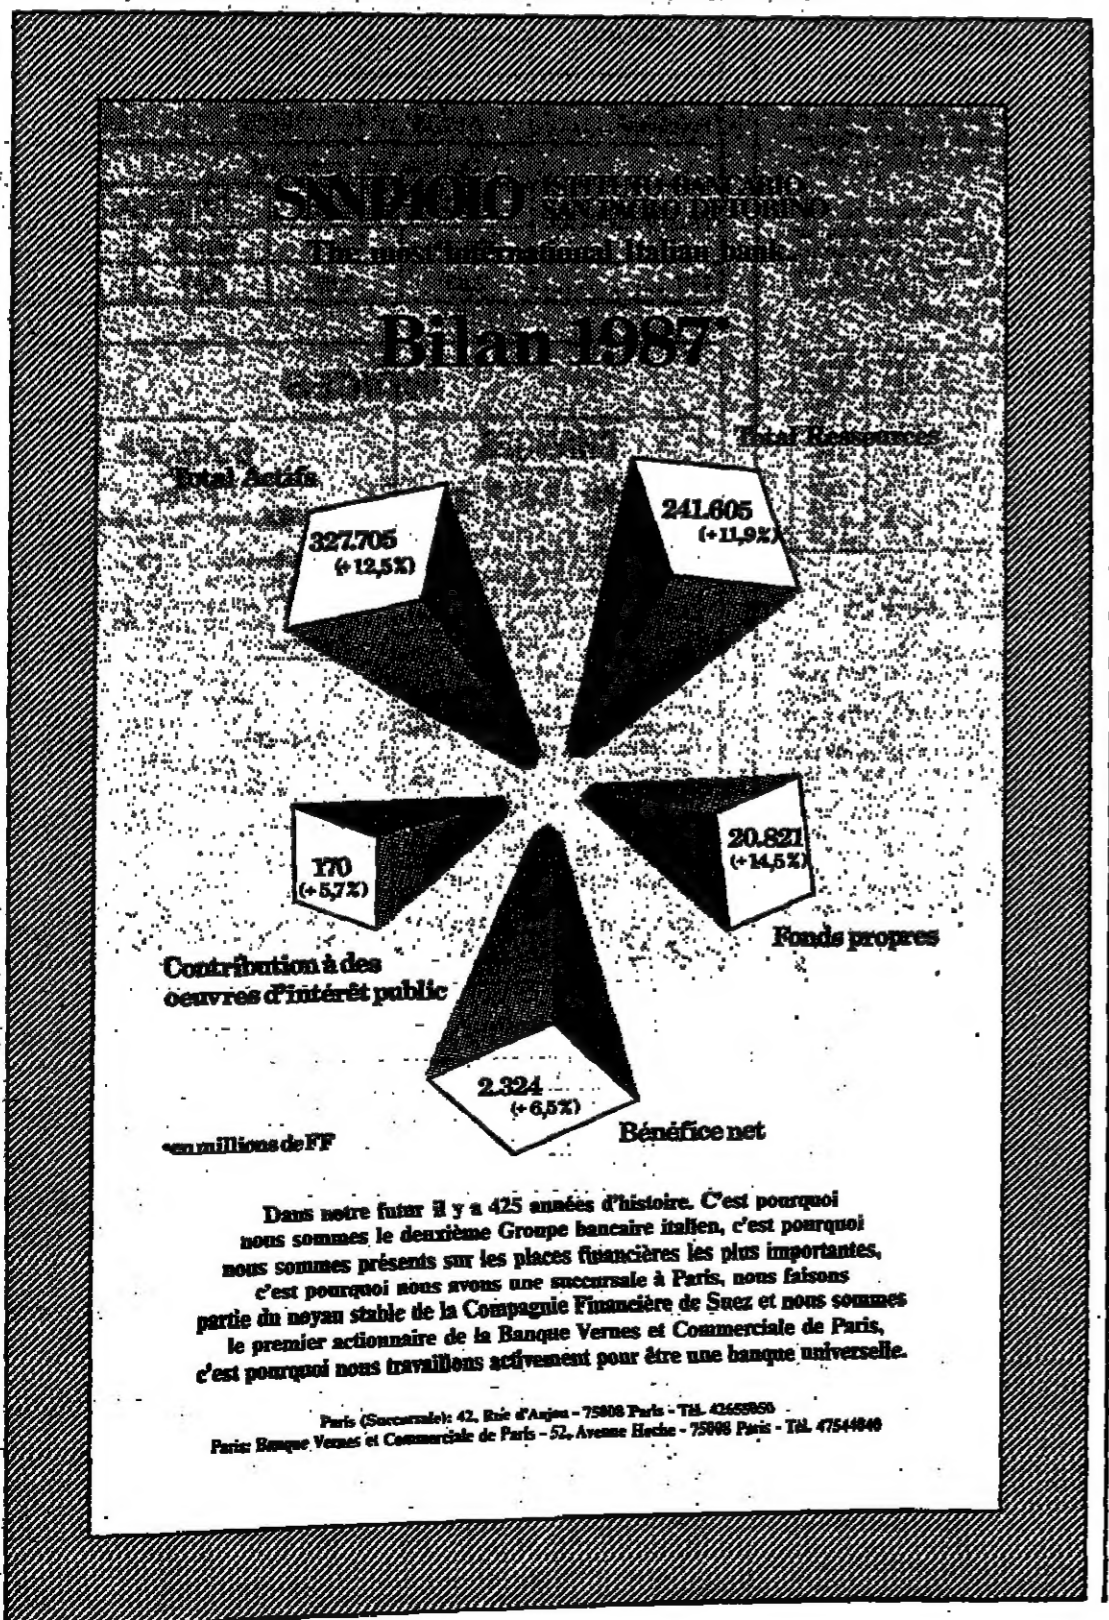 SANPAOLO ISTITUTO BANCARIO
SAN PAOLO DI TORINO
The most international Italian bank.
Bilan 1987*
Total Ressources
Total Actifs
241.605
(+11,9%)
327.705
(+12,5%)
20.821
(+14,5%)
170
(+5,7%)
Fonds propres
Contribution à des
oeuvres d'intérêt public
2.324
(+6,5%)
Bénéfice net
*en millions de FF
Dans notre futur il y a 425 années d'histoire. C'est pourquoi
nous sommes le deuxième Groupe bancaire italien, c'est pourquoi
nous sommes présents sur les places financières les plus importantes,
c'est pourquoi nous avons une succursale à Paris, nous faisons
partie du noyau stable de la Compagnie Financière de Suez et nous sommes
le premier actionnaire de la Banque Vernes et Commerciale de Paris,
c'est pourquoi nous travaillons activement pour être une banque universelle.
Paris (Succursale): 42, Rue d'Anjou - 75008 Paris - Tél. 42655050
Paris: Banque Vernes et Commerciale de Paris - 52, Avenue Hoche - 75008 Paris - Tél. 47544040